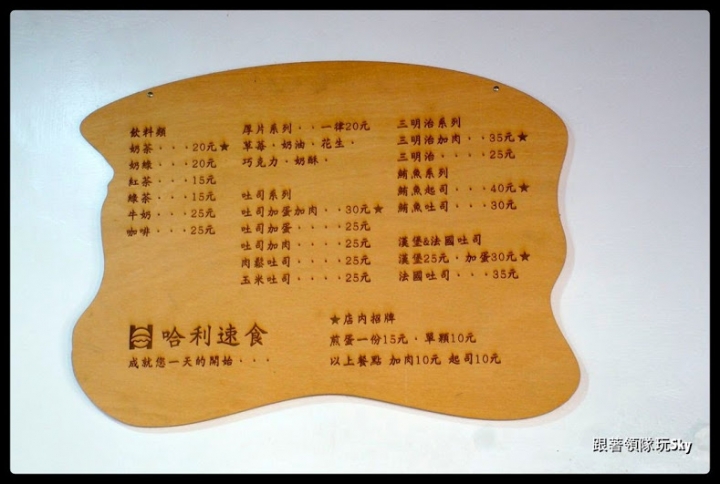 飲料類
奶茶···20元★
奶綠···20元
紅茶···15元
綠茶···15元
牛奶···25元
咖啡···25元
厚片系列··一律20元
草莓·奶油·花生·
巧克力·奶酥·
吐司系列
吐司加蛋加肉···30元★
吐司加蛋····25元
吐司加肉····25元
肉鬆吐司····25元
玉米吐司····25元
三明治系列
三明治加肉··35元★
三明治····25元
鮪魚系列
鮪魚起司···40元★
鮪魚吐司···30元
漢堡&法國吐司
漢堡25元·加蛋30元★
法國吐司···35元
哈利速食
成就您一天的開始···
★店內招牌
煎蛋一份15元·單顆10元
以上餐點 加肉10元 起司10元
跟著領隊玩Sky